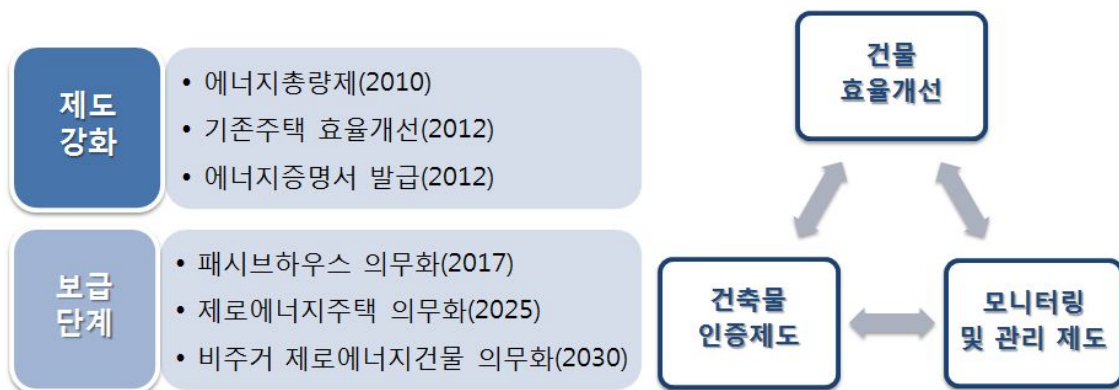 제도
강화
• 에너지총량제(2010)
• 기존주택 효율개선(2012)
• 에너지증명서 발급(2012)
보급
단계
• 패시브하우스 의무화(2017)
• 제로에너지주택 의무화(2025)
• 비주거 제로에너지건물 의무화(2030)
건물
효율개선
건축물
인증제도
모니터링
및 관리 제도